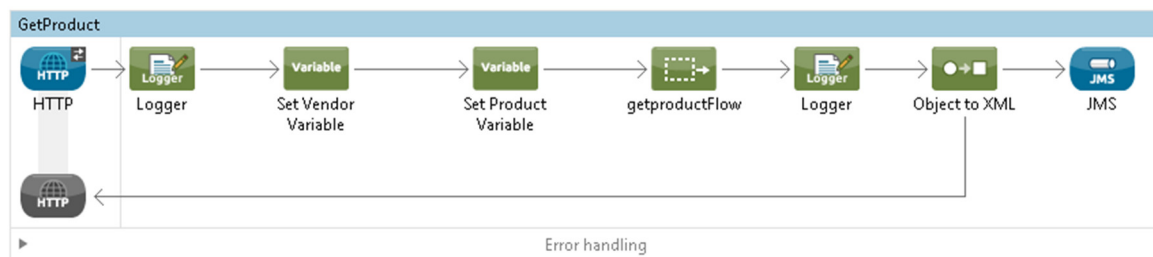 GetProduct
HTTP
HTTP
Logger
Logger
Variable
Set Vendor
Variable
Variable
Set Product
Variable
getproductFlow
Logger
Logger
Object to XML
JMS
JMS
HTTP
Error handling